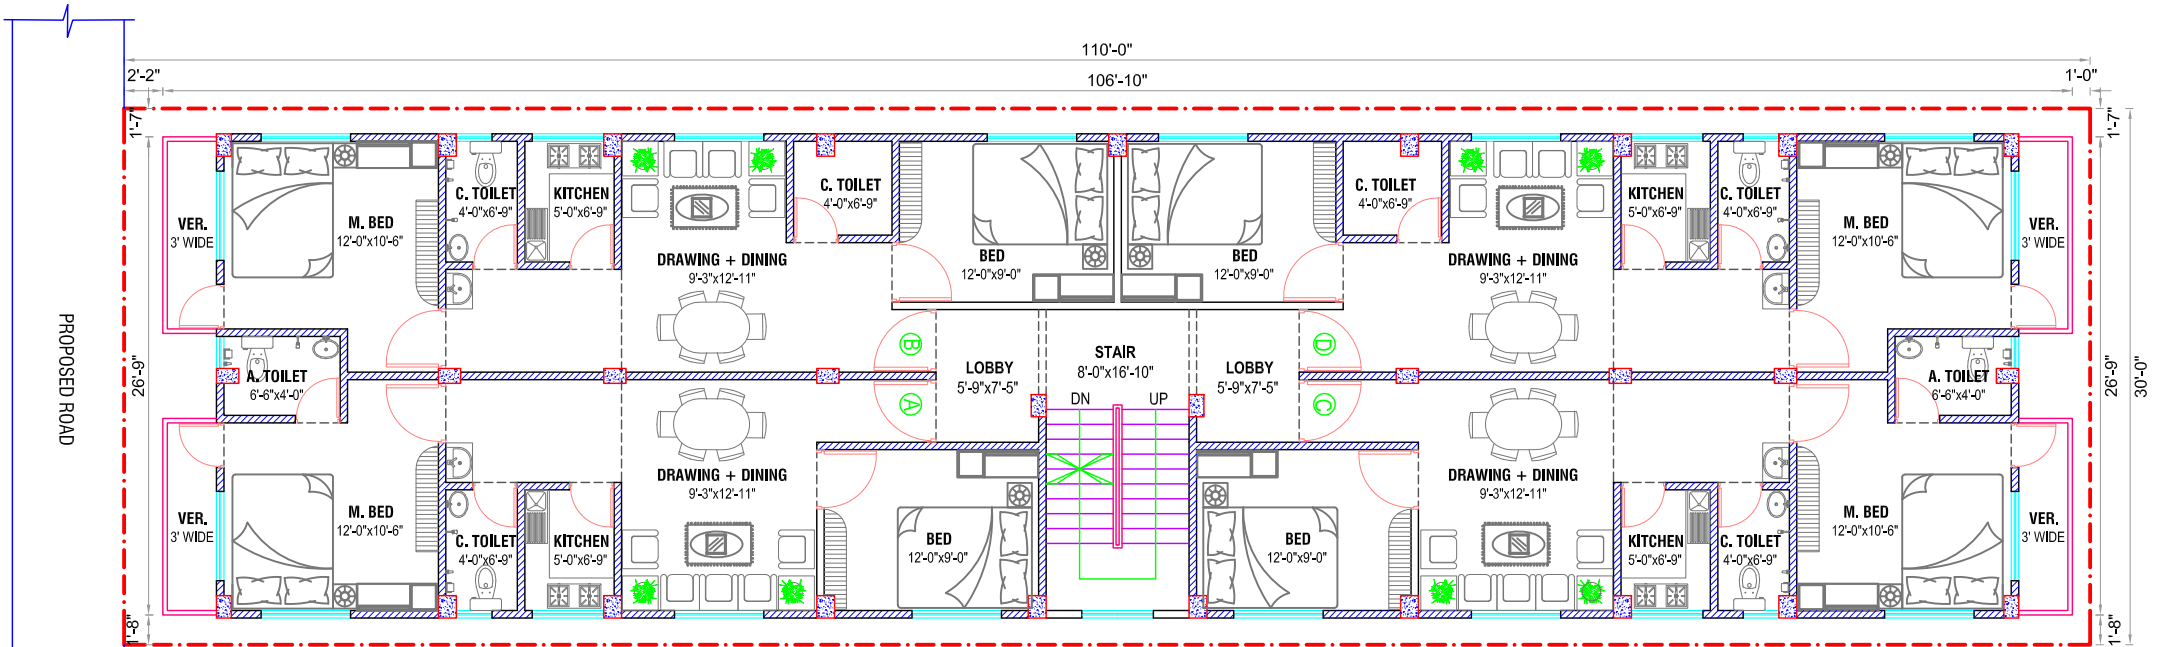 110'-0"
2'-2"
106'-10"
1'-0"
1'-7"
1'-7"
C. TOILET
4'-0"x6'-9"
KITCHEN
5'-0"x6'-9"
C. TOILET
4'-0"x6'-9"
C. TOILET
4'-0"x6'-9"
KITCHEN
5'-0"x6'-9"
C. TOILET
4'-0"x6'-9"
VER.
3' WIDE
M. BED
12'-0"x10'-6"
M. BED
12'-0"x10'-6"
VER.
3' WIDE
DRAWING + DINING
9'-3"x12'-11"
BED
12'-0"x9'-0"
BED
12'-0"x9'-0"
DRAWING + DINING
9'-3"x12'-11"
PROPOSED ROAD
26'-9"
A. TOILET
6'-6"x4'-0"
B
LOBBY
5'-9"x7'-5"
STAIR
8'-0"x16'-10"
LOBBY
5'-9"x7'-5"
D
A. TOILET
6'-6"x4'-0"
26'-9"
30'-0"
A
DN
UP
C
DRAWING + DINING
9'-3"x12'-11"
DRAWING + DINING
9'-3"x12'-11"
VER.
3' WIDE
M. BED
12'-0"x10'-6"
C. TOILET
4'-0"x6'-9"
KITCHEN
5'-0"x6'-9"
BED
12'-0"x9'-0"
BED
12'-0"x9'-0"
KITCHEN
5'-0"x6'-9"
C. TOILET
4'-0"x6'-9"
M. BED
12'-0"x10'-6"
VER.
3' WIDE
1'-8"
1'-8"